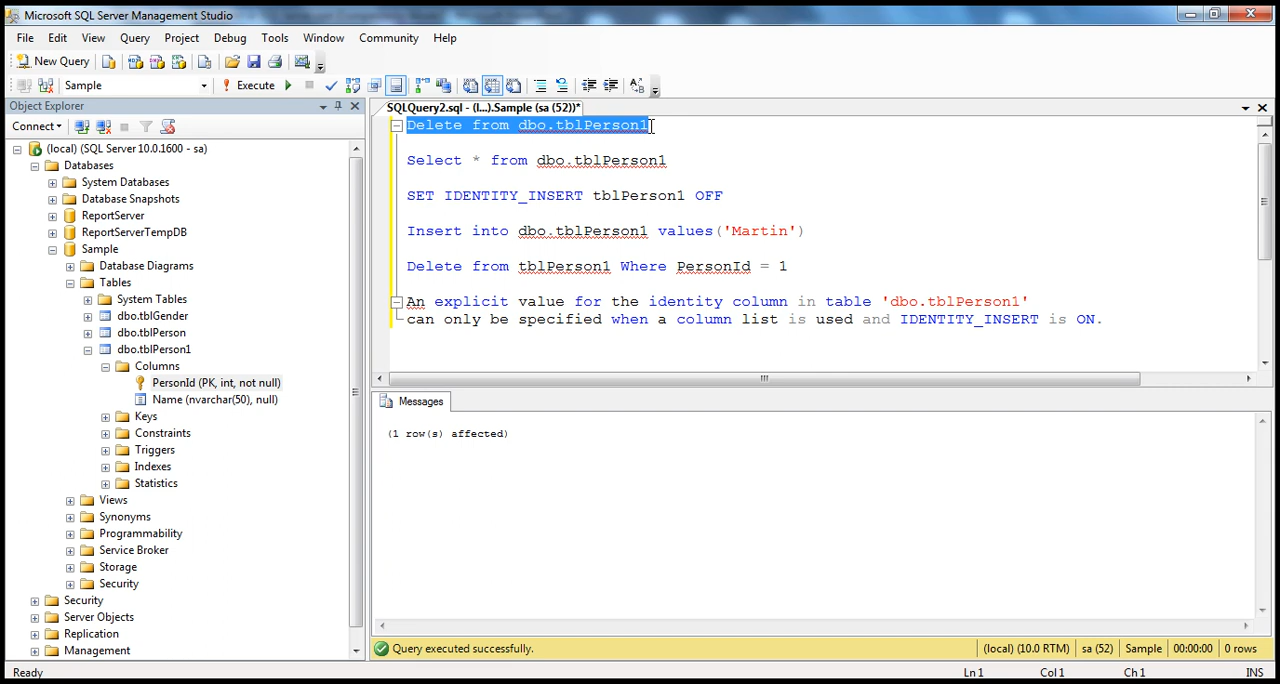 Microsoft SQL Server Management Studio
File Edit View Query Project Debug Tools Window Community Help
New Query
Sample Execute
Object Explorer
SQLQuery2.sql - (l...).Sample (sa (52))*
Connect
(local) (SQL Server 10.0.1600 - sa)
Databases
System Databases
Database Snapshots
ReportServer
ReportServerTempDB
Sample
Database Diagrams
Tables
System Tables
dbo.tblGender
dbo.tblPerson
dbo.tblPerson1
Columns
PersonId (PK, int, not null)
Name (nvarchar(50), null)
Keys
Constraints
Triggers
Indexes
Statistics
Views
Synonyms
Programmability
Service Broker
Storage
Security
Security
Server Objects
Replication
Management
Delete from dbo.tblPerson1
Select * from dbo.tblPerson1
SET IDENTITY_INSERT tblPerson1 OFF
Insert into dbo.tblPerson1 values('Martin')
Delete from tblPerson1 Where PersonId = 1
An explicit value for the identity column in table 'dbo.tblPerson1'
can only be specified when a column list is used and IDENTITY_INSERT is ON.
Messages
(1 row(s) affected)
Query executed successfully. (local) (10.0 RTM) sa (52) Sample 00:00:00 0 rows
Ready Ln 1 Col 1 Ch 1 INS